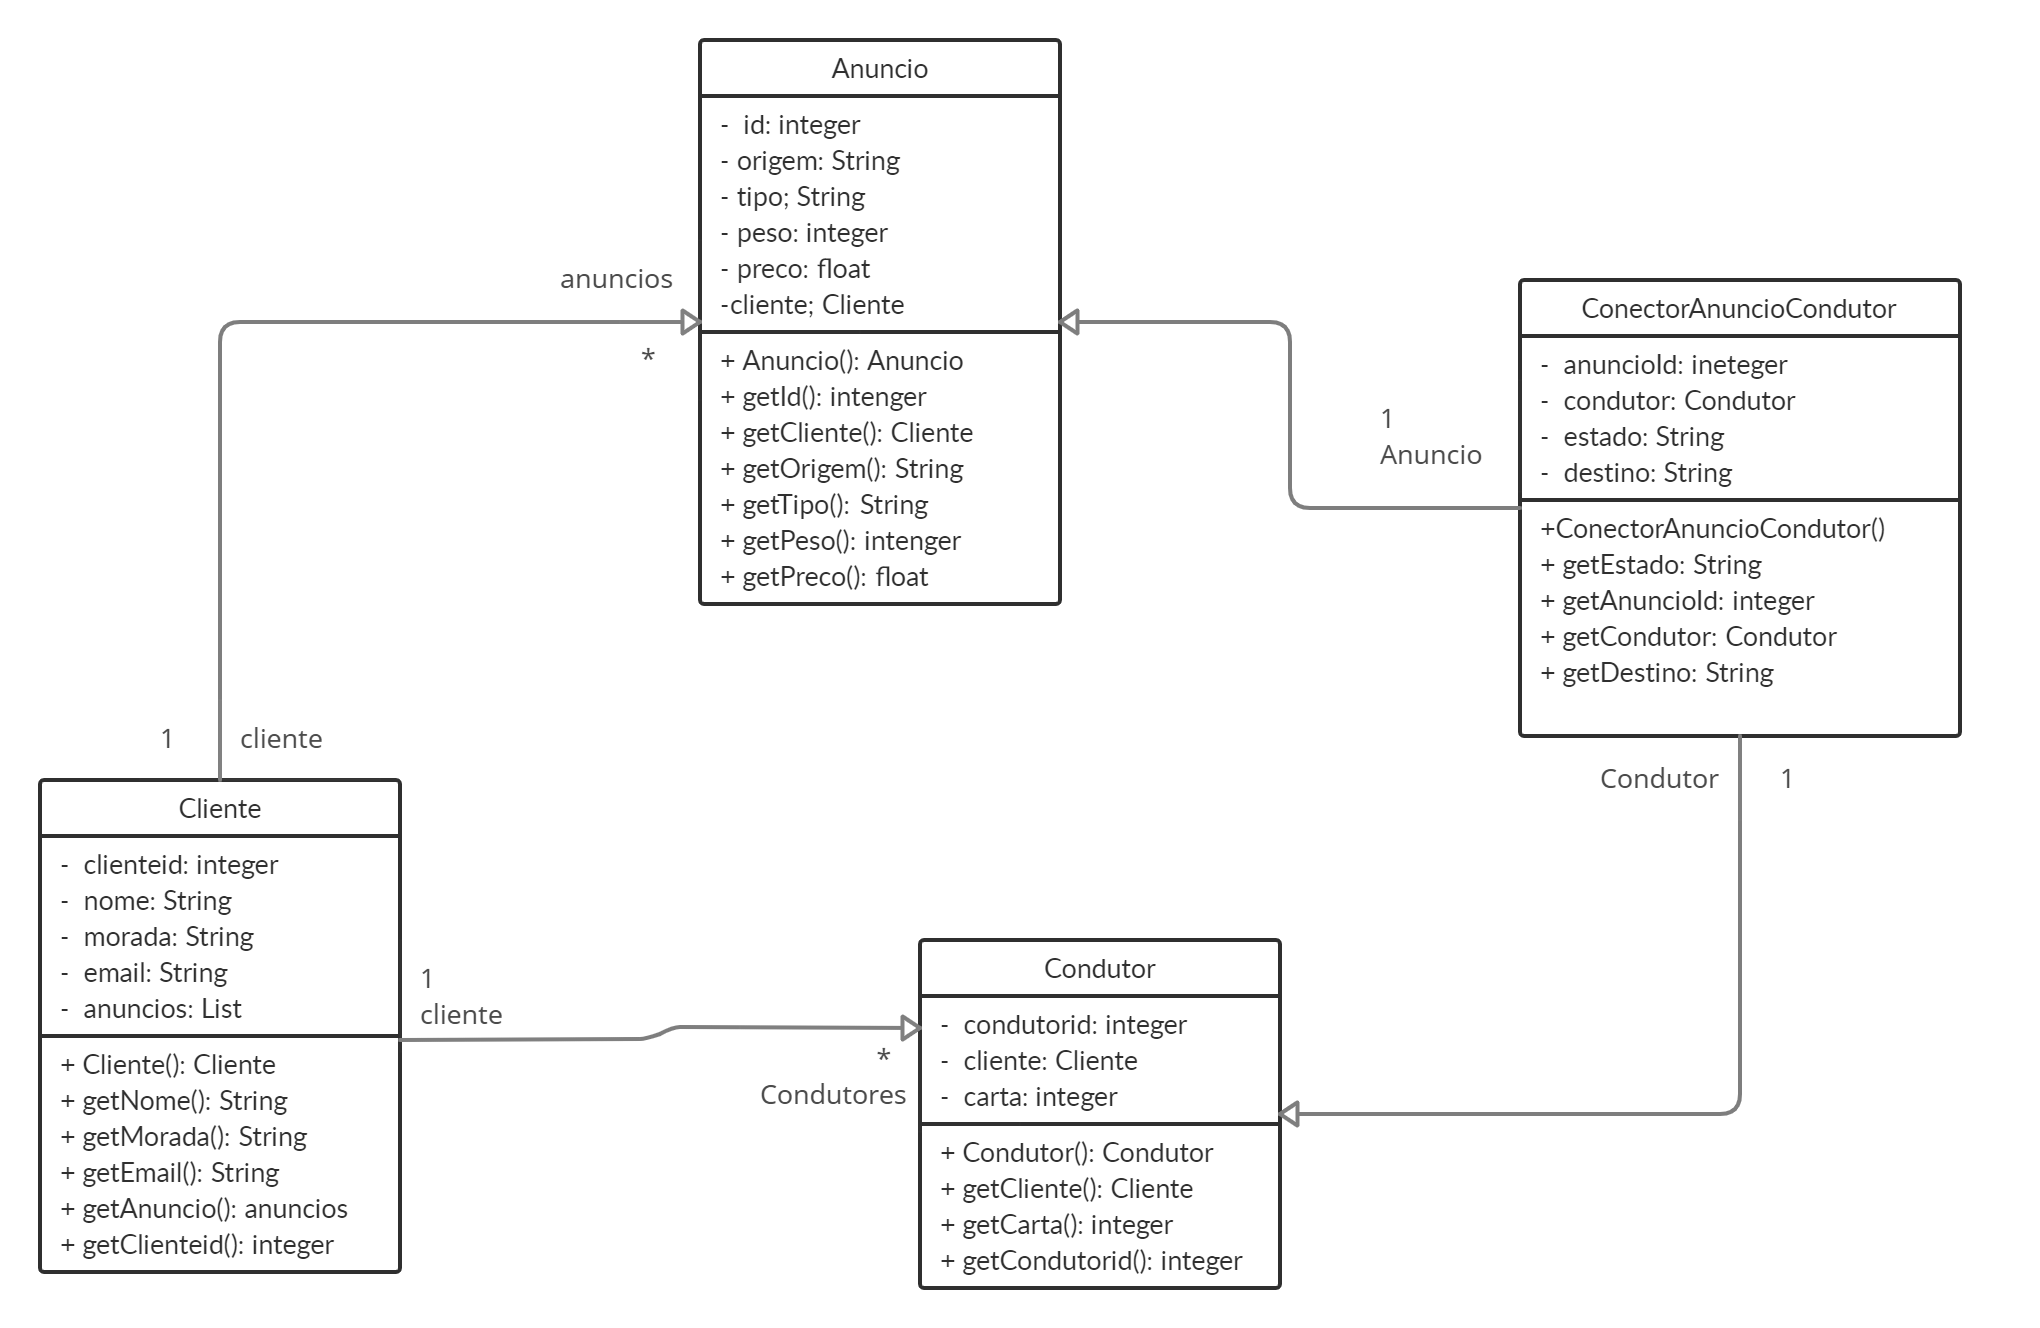 Anuncio
- id: integer
- origem: String
- tipo; String
- peso: integer
- preco: float
-cliente; Cliente
+ Anuncio(): Anuncio
+ getId(): intenger
+ getCliente(): Cliente
+ getOrigem(): String
+ getTipo(): String
+ getPeso(): intenger
+ getPreco(): float
anuncios
*
1
cliente
ConectorAnuncioCondutor
- anuncioId: ineteger
- condutor: Condutor
- estado: String
- destino: String
+ConectorAnuncioCondutor()
+ getEstado: String
+ getAnuncioId: integer
+ getCondutor: Condutor
+ getDestino: String
1
Anuncio
Condutor
1
Cliente
- clienteid: integer
- nome: String
- morada: String
- email: String
- anuncios: List
+ Cliente(): Cliente
+ getNome(): String
+ getMorada(): String
+ getEmail(): String
+ getAnuncio(): anuncios
+ getClienteid(): integer
1
cliente
*
Condutores
Condutor
- condutorid: integer
- cliente: Cliente
- carta: integer
+ Condutor(): Condutor
+ getCliente(): Cliente
+ getCarta(): integer
+ getCondutorid(): integer